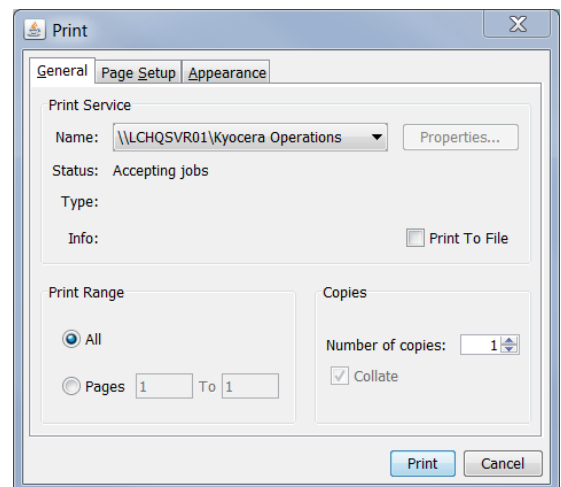 Print
General Page Setup Appearance
Print Service
Name: \\LCHQSVR01\Kyocera Operations Properties...
Status: Accepting jobs
Type:
Info: Print To File
Print Range Copies
All
Number of copies: 1
Pages 1 To 1
Collate
Print Cancel